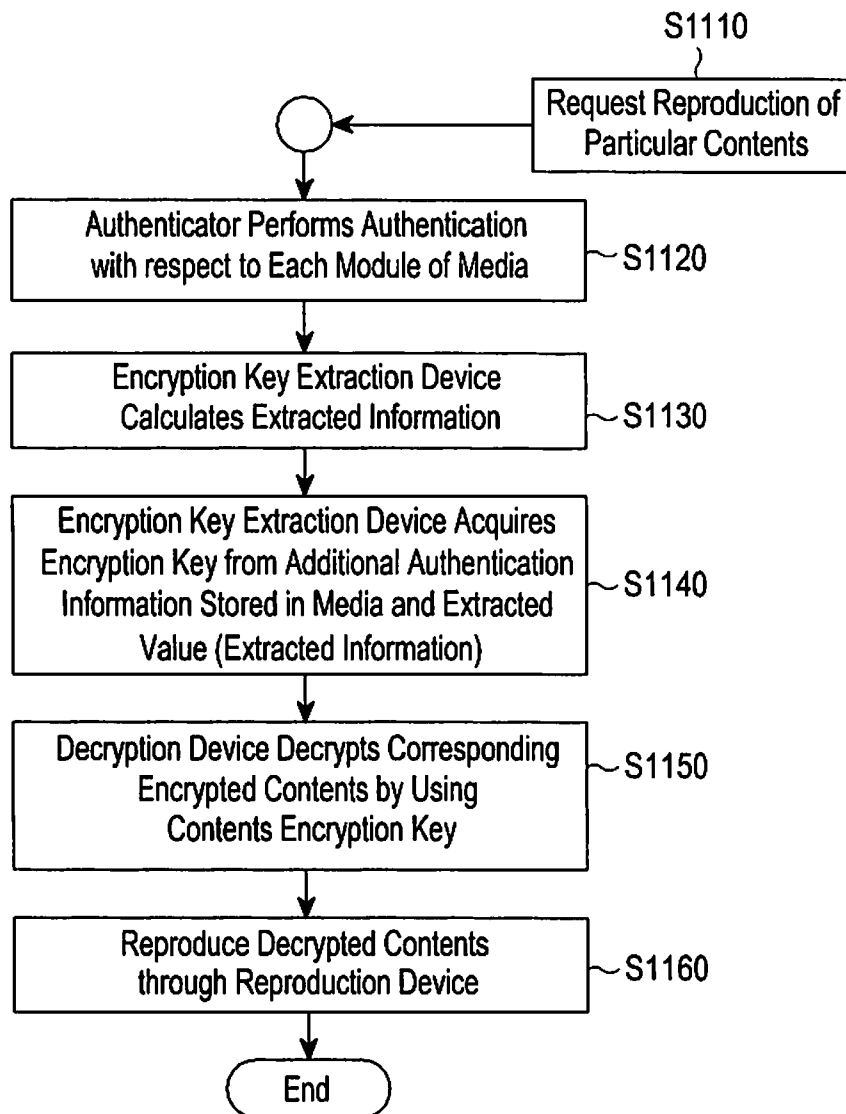 S1110
Request Reproduction of
Particular Contents
Authenticator Performs Authentication
with respect to Each Module of Media
S1120
Encryption Key Extraction Device
Calculates Extracted Information
S1130
Encryption Key Extraction Device Acquires
Encryption Key from Additional Authentication
Information Stored in Media and Extracted
Value (Extracted Information)
S1140
Decryption Device Decrypts Corresponding
Encrypted Contents by Using
Contents Encryption Key
S1150
Reproduce Decrypted Contents
through Reproduction Device
S1160
End